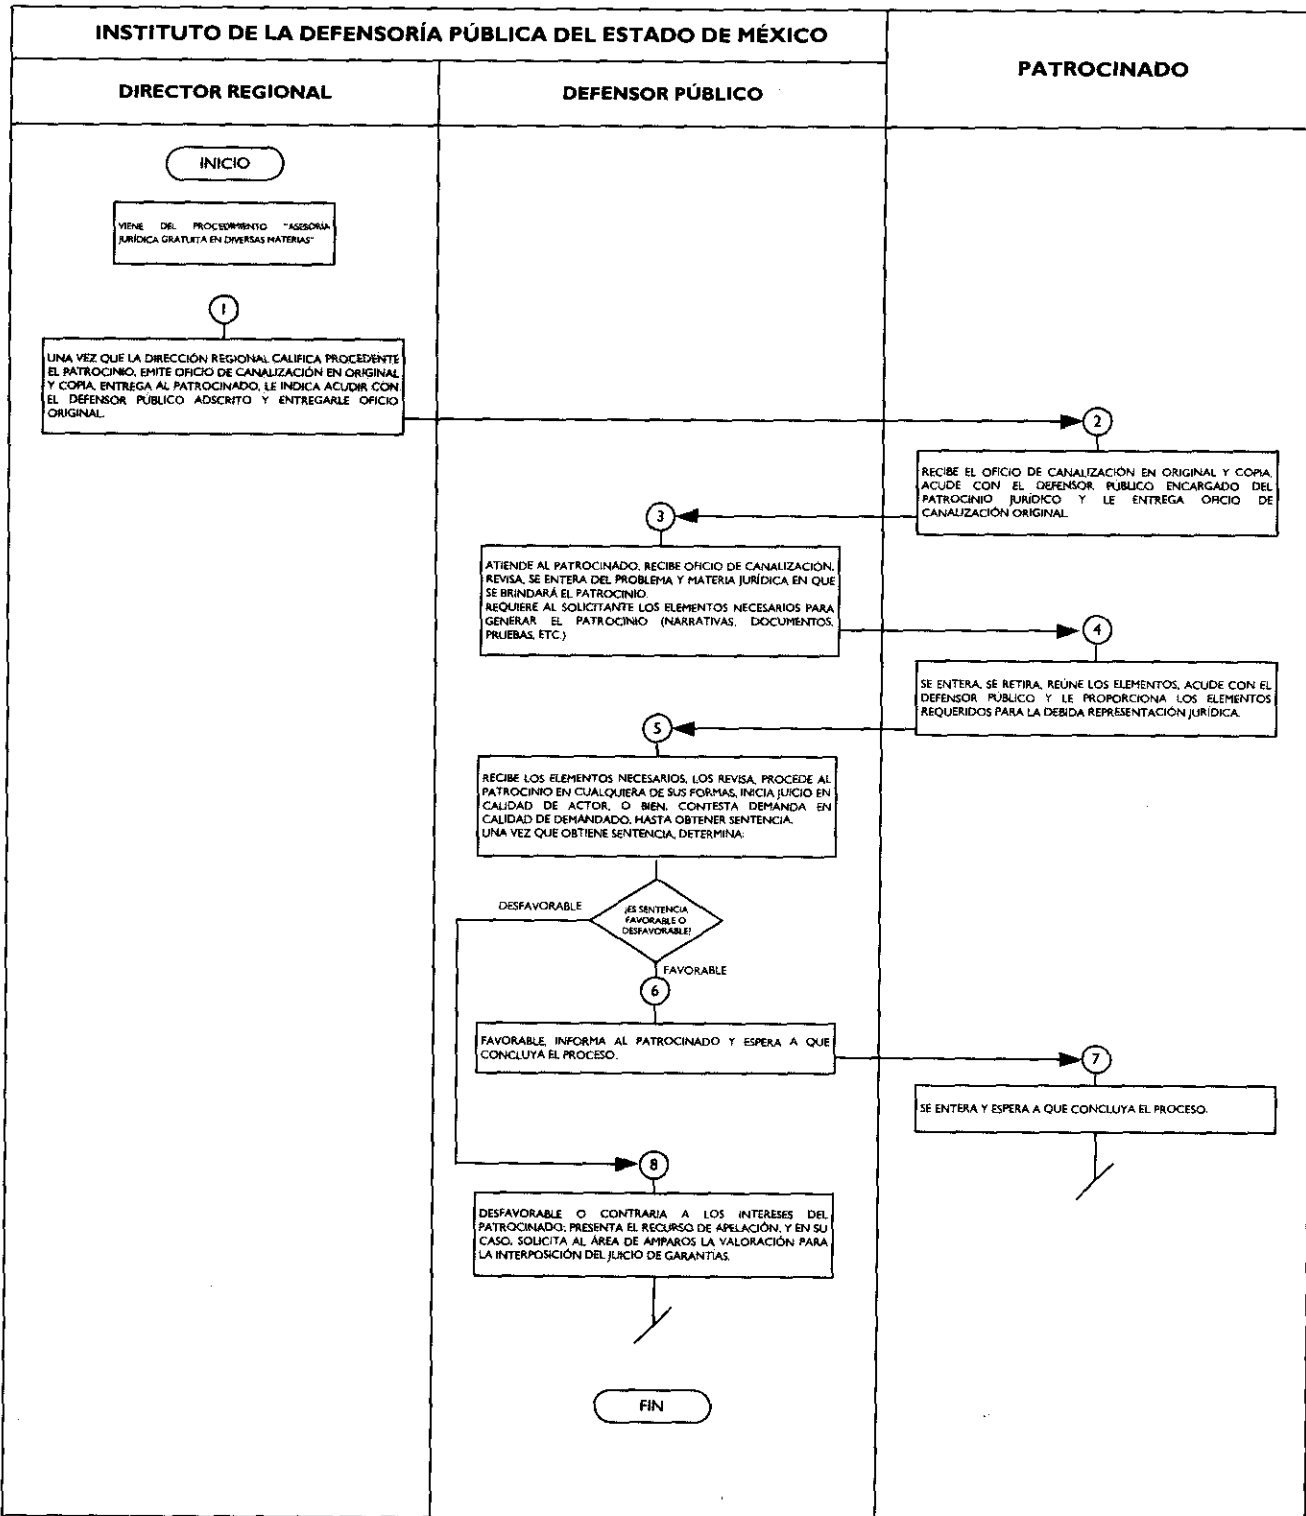 INSTITUTO DE LA DEFENSORÍA PÚBLICA DEL ESTADO DE MÉXICO
PATROCINADO
DIRECTOR REGIONAL
DEFENSOR PÚBLICO
INICIO
VIENE DEL PROCEDIMIENTO "ASESORÍA
JURÍDICA GRATUITA EN DIVERSAS MATERIAS"
1
UNA VEZ QUE LA DIRECCIÓN REGIONAL CALIFICA PROCEDENTE
EL PATROCINIO, EMITE OFICIO DE CANALIZACIÓN EN ORIGINAL
Y COPIA, ENTREGA AL PATROCINADO, LE INDICA ACUDIR CON
EL DEFENSOR PÚBLICO ADSCRITO Y ENTREGARLE OFICIO
ORIGINAL.
2
RECIBE EL OFICIO DE CANALIZACIÓN EN ORIGINAL Y COPIA,
ACUDE CON EL DEFENSOR PÚBLICO ENCARGADO DEL
PATROCINIO JURÍDICO Y LE ENTREGA OFICIO DE
CANALIZACIÓN ORIGINAL.
3
ATIENDE AL PATROCINADO, RECIBE OFICIO DE CANALIZACIÓN,
REVISA, SE ENTERA DEL PROBLEMA Y MATERIA JURÍDICA EN QUE
SE BRINDARÁ EL PATROCINIO.
REQUIERE AL SOLICITANTE LOS ELEMENTOS NECESARIOS PARA
GENERAR EL PATROCINIO (NARRATIVAS, DOCUMENTOS,
PRUEBAS, ETC.)
4
SE ENTERA, SE RETIRA, REÚNE LOS ELEMENTOS, ACUDE CON EL
DEFENSOR PÚBLICO Y LE PROPORCIONA LOS ELEMENTOS
REQUERIDOS PARA LA DEBIDA REPRESENTACIÓN JURÍDICA.
5
RECIBE LOS ELEMENTOS NECESARIOS, LOS REVISA, PROCEDE AL
PATROCINIO EN CUALQUIERA DE SUS FORMAS, INICIA JUICIO EN
CALIDAD DE ACTOR, O BIEN, CONTESTA DEMANDA EN
CALIDAD DE DEMANDADO, HASTA OBTENER SENTENCIA.
UNA VEZ QUE OBTIENE SENTENCIA, DETERMINA:
DESFAVORABLE
¿ES SENTENCIA
FAVORABLE O
DESFAVORABLE?
FAVORABLE
6
FAVORABLE, INFORMA AL PATROCINADO Y ESPERA A QUE
CONCLUYA EL PROCESO.
7
SE ENTERA Y ESPERA A QUE CONCLUYA EL PROCESO.
8
DESFAVORABLE O CONTRARIA A LOS INTERESES DEL
PATROCINADO; PRESENTA EL RECURSO DE APELACIÓN, Y EN SU
CASO, SOLICITA AL ÁREA DE AMPAROS LA VALORACIÓN PARA
LA INTERPOSICIÓN DEL JUICIO DE GARANTÍAS.
FIN